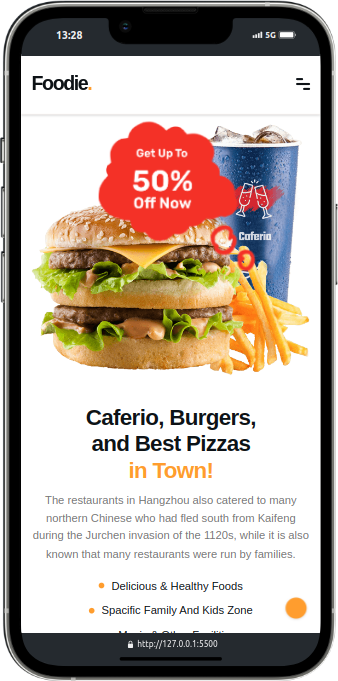 13:28
5G
Foodie.
Get Up To
50%
Off Now
Caferio
Caferio, Burgers,
and Best Pizzas
in Town!
The restaurants in Hangzhou also catered to many
northern Chinese who had fled south from Kaifeng
during the Jurchen invasion of the 1120s, while it is also
known that many restaurants were run by families.
Delicious & Healthy Foods
Spacific Family And Kids Zone
http://127.0.0.1:5500